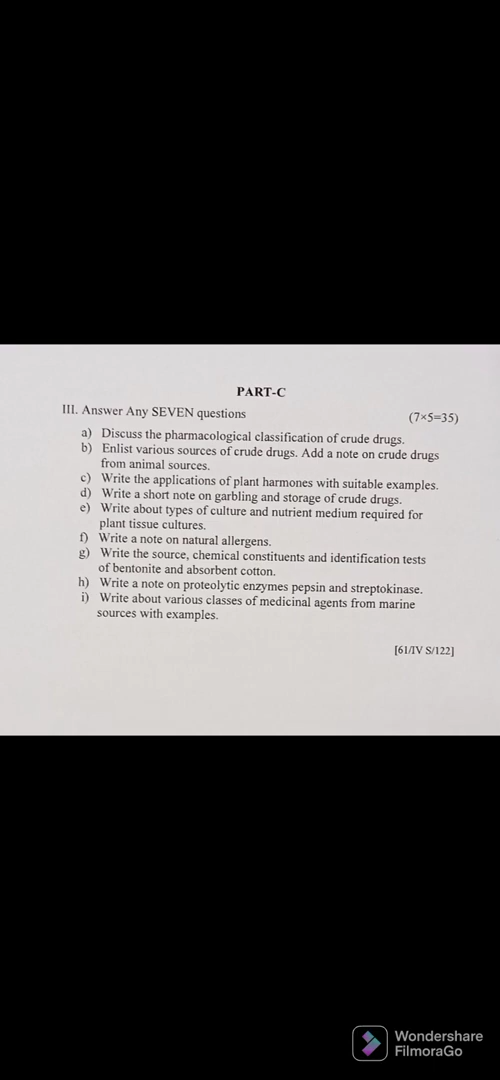 PART-C
III. Answer Any SEVEN questions (7×5=35)
a) Discuss the pharmacological classification of crude drugs.
b) Enlist various sources of crude drugs. Add a note on crude drugs
from animal sources.
c) Write the applications of plant harmones with suitable examples.
d) Write a short note on garbling and storage of crude drugs.
e) Write about types of culture and nutrient medium required for
plant tissue cultures.
f) Write a note on natural allergens.
g) Write the source, chemical constituents and identification tests
of bentonite and absorbent cotton.
h) Write a note on proteolytic enzymes pepsin and streptokinase.
i) Write about various classes of medicinal agents from marine
sources with examples.
[61/IV S/122]
Wondershare
FilmoraGo